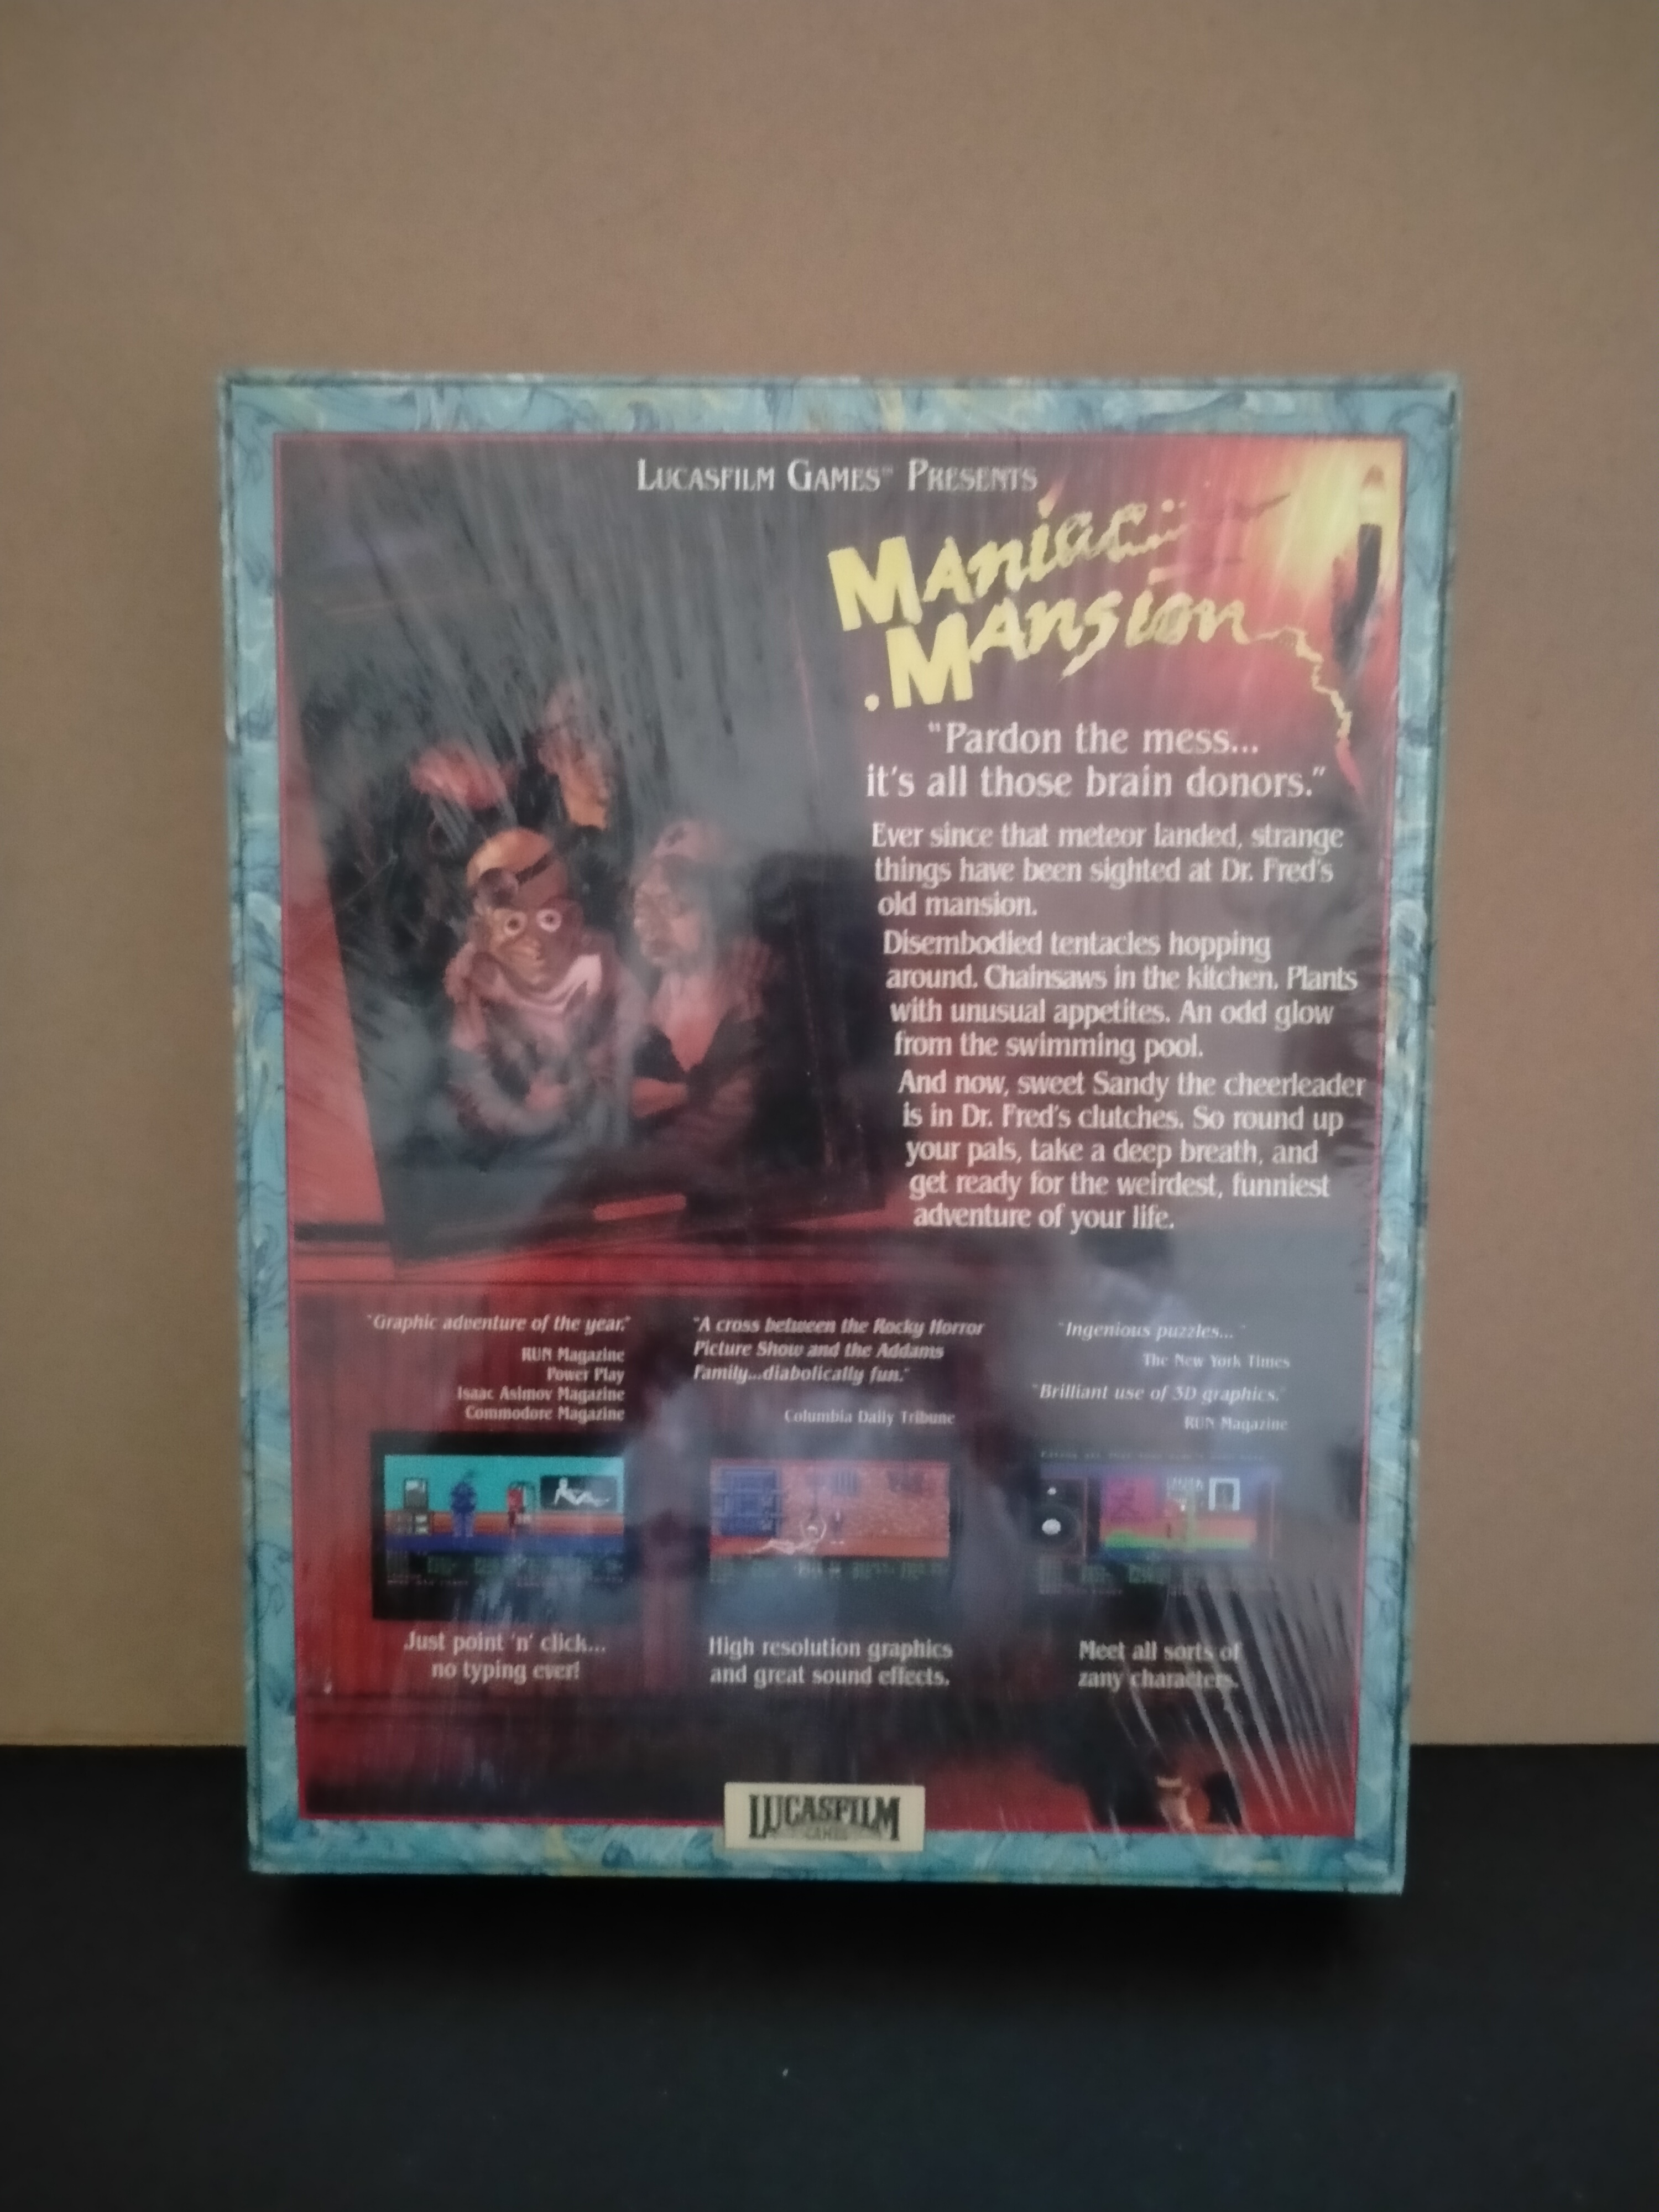 LUCASFILM GAMES™ PRESENTS
Maniac
Mansion
"Pardon the mess...
it's all those brain donors."
Ever since that meteor landed, strange
things have been sighted at Dr. Fred's
old mansion.
Disembodied tentacles hopping
around. Chainsaws in the kitchen. Plants
with unusual appetites. An odd glow
from the swimming pool.
And now, sweet Sandy the cheerleader
is in Dr. Fred's clutches. So round up
your pals, take a deep breath, and
get ready for the weirdest, funniest
adventure of your life.
"Graphic adventure of the year."
RUN Magazine
Power Play
Isaac Asimov Magazine
Commodore Magazine
"A cross between the Rocky Horror
Picture Show and the Addams
Family...diabolically fun."
Columbia Daily Tribune
"Ingenious puzzles..."
The New York Times
"Brilliant use of 3D graphics."
RUN Magazine
Just point 'n' click...
no typing ever!
High resolution graphics
and great sound effects.
Meet all sorts of
zany characters.
LUCASFILM
GAMES